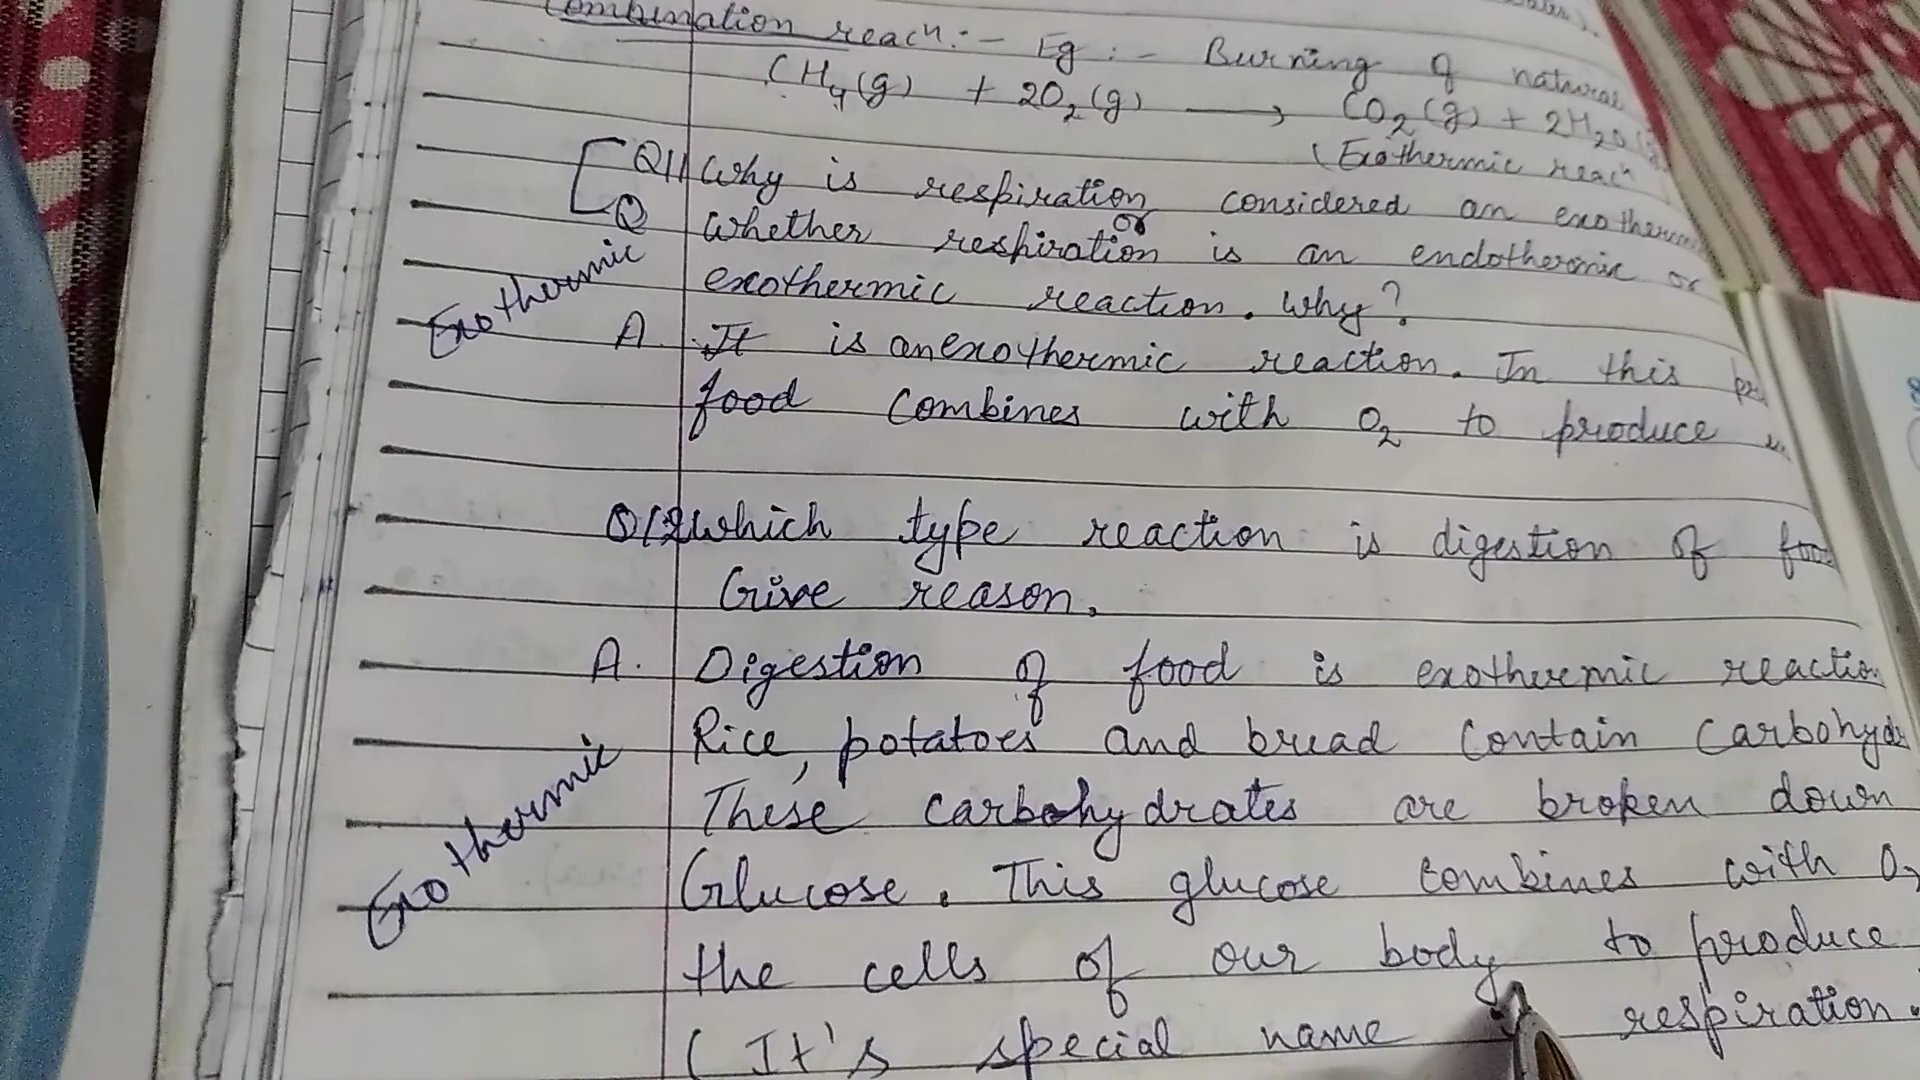 Combination reacn:- Eg:- Burning of natural
CH4(g) + 2O2(g) → CO2(g) + 2H2O
(Exothermic reacn
Q11 Why is respiration considered an exotherm
or
Q Whether respiration is an endothermic or
exothermic reaction. Why?
Exothermic
A. It is an exothermic reaction. In this
food combines with O2 to produce
Q12 Which type reaction is digestion of
Give reason.
A. Digestion of food is exothermic reaction
Rice, potatoes and bread contain Carbohyd
Exothermic
These carbohydrates are broken down
Glucose. This glucose combines with O2
the cells of our body to produce
(It's special name respiration.